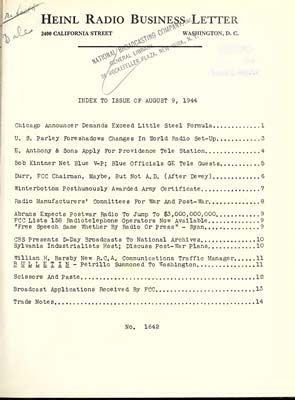 HEINL RADIO BUSINESS LETTER
2400 CALIFORNIA STREET WASHINGTON, D. C.
NATIONAL BROADCASTING COMPANY
GENERAL LIBRARY
ROCKEFELLER PLAZA, NEW YORK, N. Y.
INDEX TO ISSUE OF AUGUST 9, 1944
Chicago Announcer Demands Exceed Little Steel Formula............1
U. S. Parley Foreshadows Changes In World Radio Set-Up...........3
E. Anthony & Sons Apply For Providence Tele Station..............4
Bob Kintner Net Blue V-P; Blue Officials GE Tele Guests..........5
Durr, FCC Chairman, Maybe, But Not A.D. (After Dewey)............6
Winterbottom Posthumously Awarded Army Certificate...............7
Radio Manufacturers' Committees For War And Post-War.............8
Abrams Expects Postwar Radio To Jump To $3,000,000,000...........9
FCC Lists 156 Radiotelephone Operators Now Available.............9
"Free Speech Same Whether By Radio Or Press" - Ryan..............9
CBS Presents D-Day Broadcasts To National Archives..............10
Sylvania Industrialists Host; Discuss Post-War Plans............10
William H. Barsby New R.C.A. Communications Traffic Manager.....11
BULLETIN - Petrillo Summoned To Washington......................11
Scissors And Paste..............................................12
Broadcast Applications Received By FCC..........................13
Trade Notes.....................................................14
No. 1642